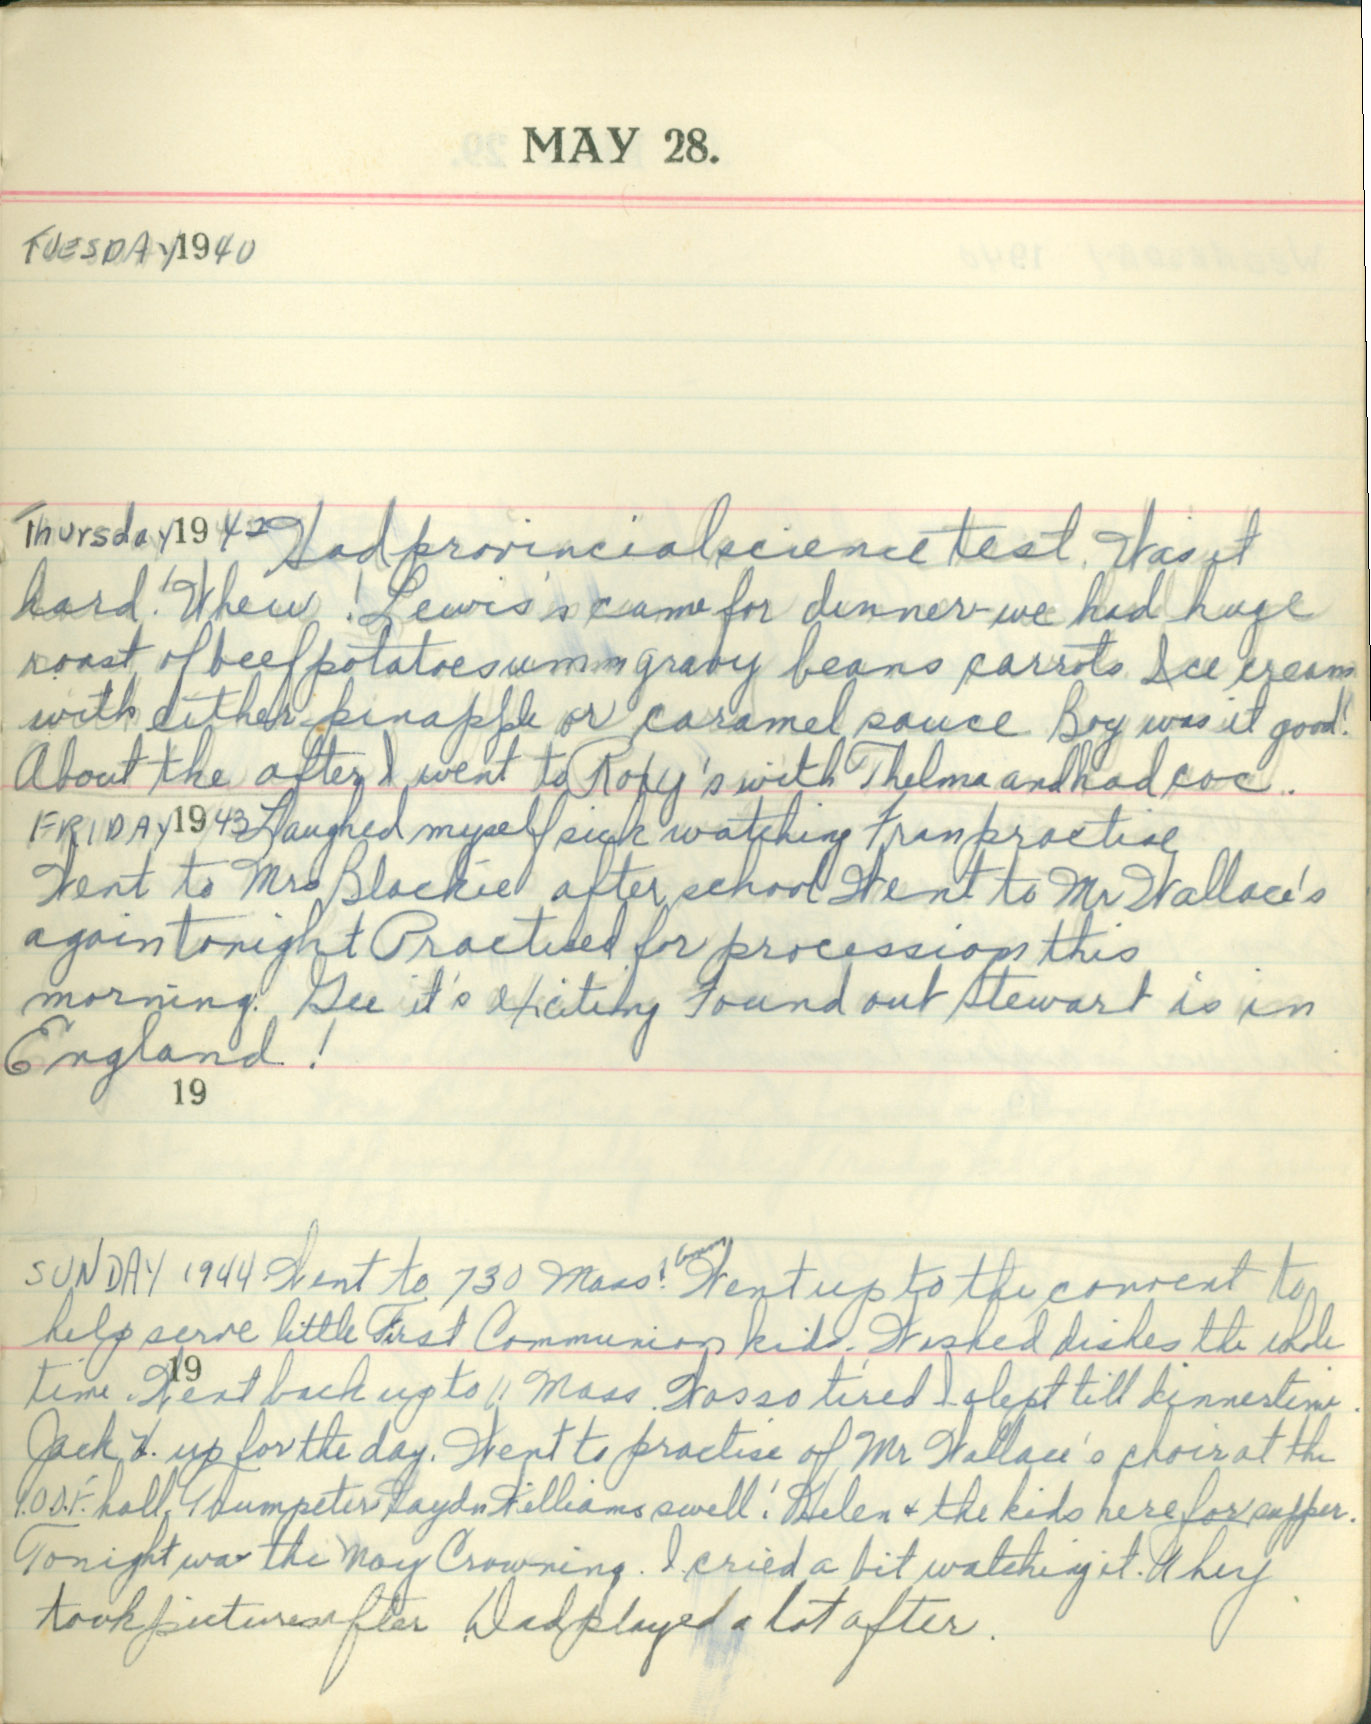 MAY 28.
TUESDAY 1940
Thursday 1942 Had provincial science test. Was it
hard! Whew! Lewis's came for dinner - we had huge
roast of beef potatoes ummm gravy beans carrots Ice cream
with either pinapple or caramel sauce Boy was it good!
About the after I went to Roxy's with Thelma and had coc.
FRIDAY 1943 Laughed myself sick watching Fran practise
Went to Mrs Blackie after school Went to Mr Wallace's
again tonight Practised for procession this
morning. Gee it's exciting Found out Stewart is in
England!
19
SUNDAY 1944 Went to 730 Mass! Went up to the convent to
help serve little First Communion kids. Washed dishes the whole
19
time. Went back up to 11 Mass. Was so tired I slept till dinnertime.
Jack H. up for the day. Went to practise of Mr Wallace's choir at the
I.O.O.F. hall. Trumpeter Haydn Williams swell! Helen + the kids here for supper.
Tonight was the May Crowning. I cried a bit watching it. They
took pictures after Dad played a lot after.